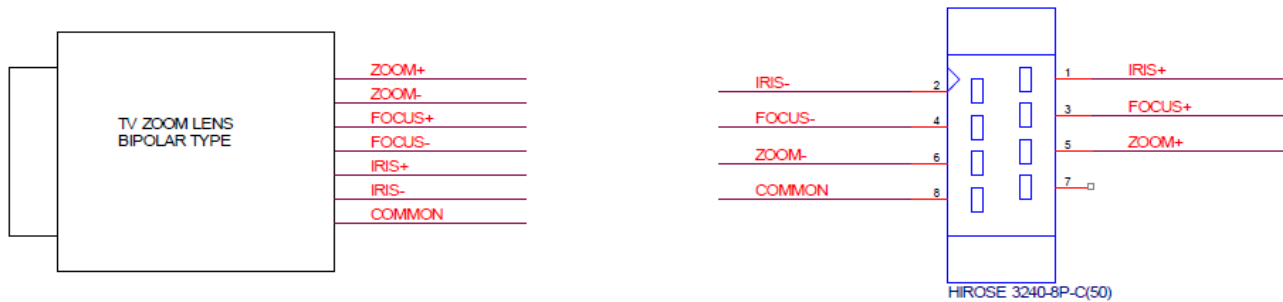 TV ZOOM LENS
BIPOLAR TYPE
ZOOM+
ZOOM-
FOCUS+
FOCUS-
IRIS+
IRIS-
COMMON
IRIS- 2
FOCUS- 4
ZOOM- 6
COMMON 8
1 IRIS+
3 FOCUS+
5 ZOOM+
7
HIROSE 3240-8P-C(50)